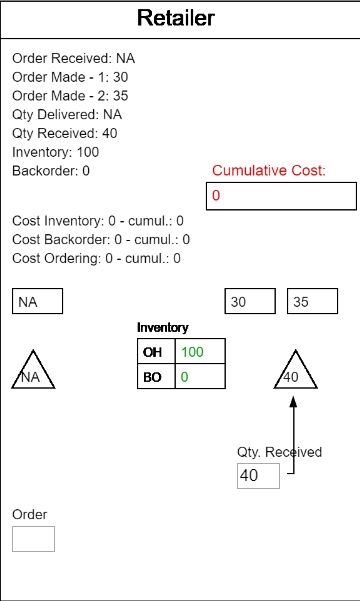 Retailer
Order Received: NA
Order Made - 1: 30
Order Made - 2: 35
Qty Delivered: NA
Qty Received: 40
Inventory: 100
Backorder: 0
Cumulative Cost:
0
Cost Inventory: 0 - cumul.: 0
Cost Backorder: 0 - cumul.: 0
Cost Ordering: 0 - cumul.: 0
NA 30 35
Inventory
OH 100
BO 0
NA 40
Qty. Received
40
Order